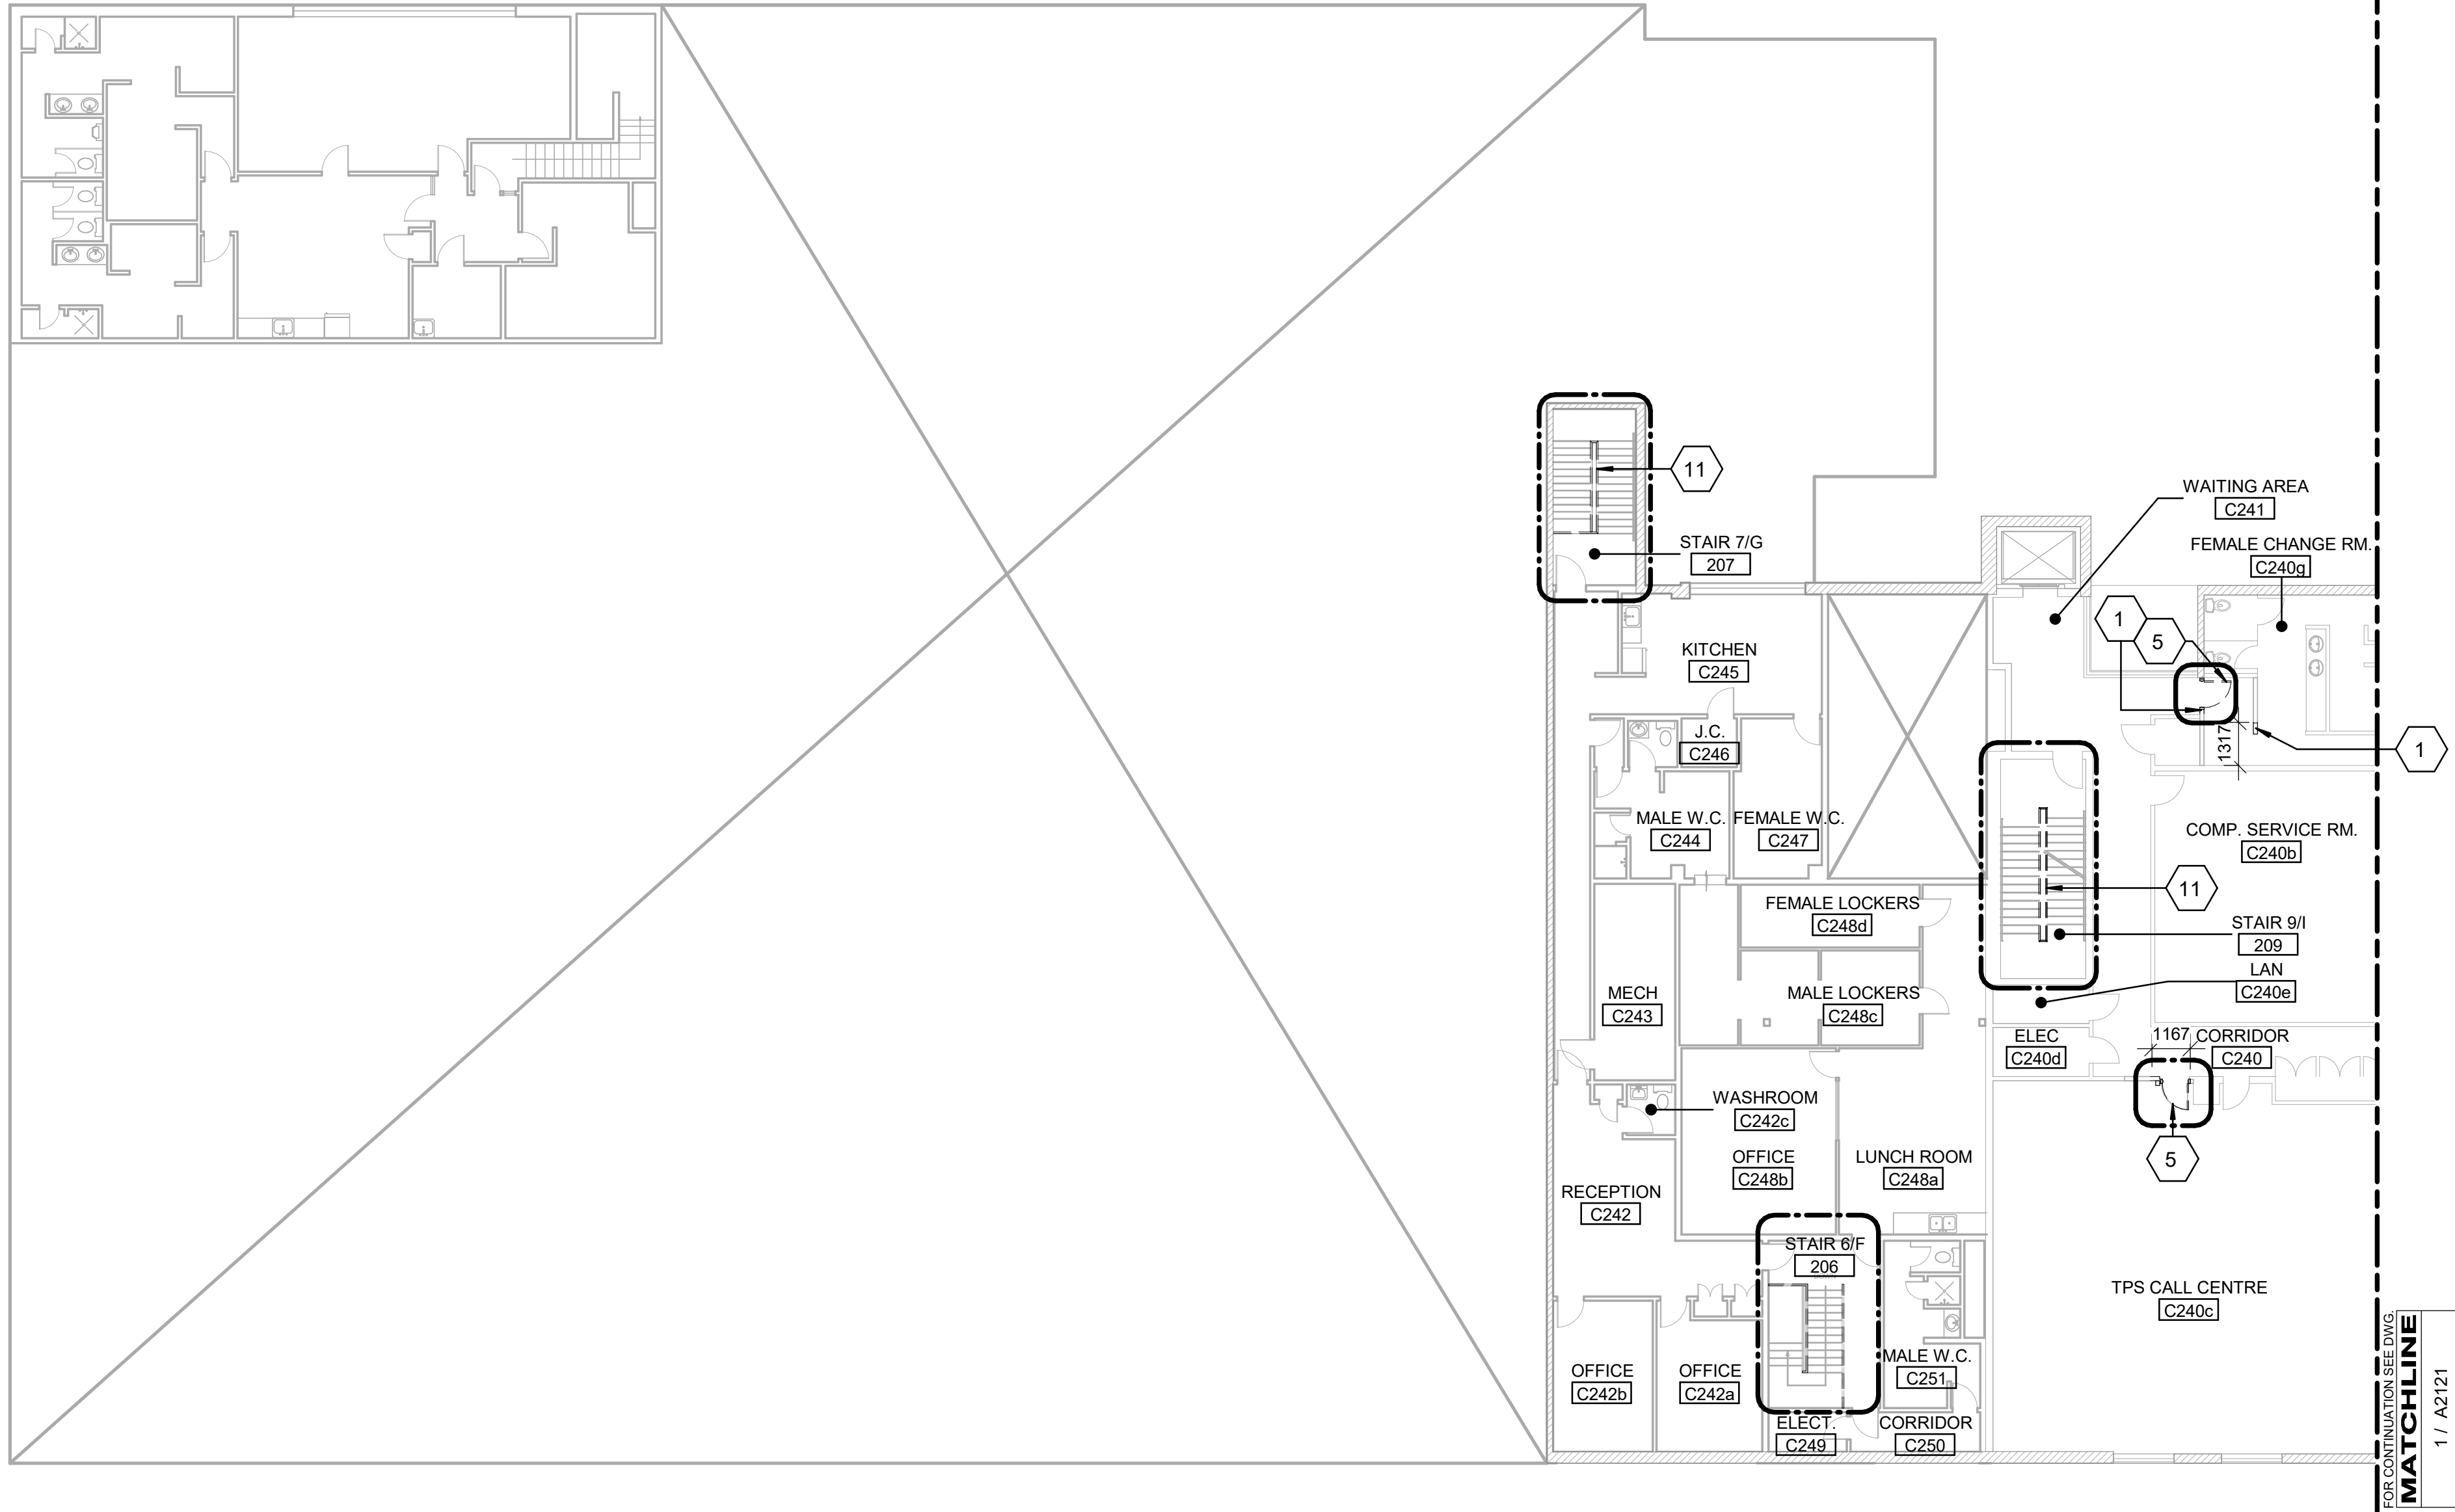 11
STAIR 7/G
207
WAITING AREA
C241
FEMALE CHANGE RM.
C240g
1
5
1317
1
KITCHEN
C245
J.C.
C246
MALE W.C.
C244
FEMALE W.C.
C247
COMP. SERVICE RM.
C240b
11
STAIR 9/I
209
LAN
C240e
FEMALE LOCKERS
C248d
MECH
C243
MALE LOCKERS
C248c
ELEC
C240d
1167
CORRIDOR
C240
5
WASHROOM
C242c
OFFICE
C248b
LUNCH ROOM
C248a
RECEPTION
C242
STAIR 6/F
206
TPS CALL CENTRE
C240c
OFFICE
C242b
OFFICE
C242a
MALE W.C.
C251
ELECT.
C249
CORRIDOR
C250
FOR CONTINUATION SEE DWG.
MATCHLINE
1 / A2121